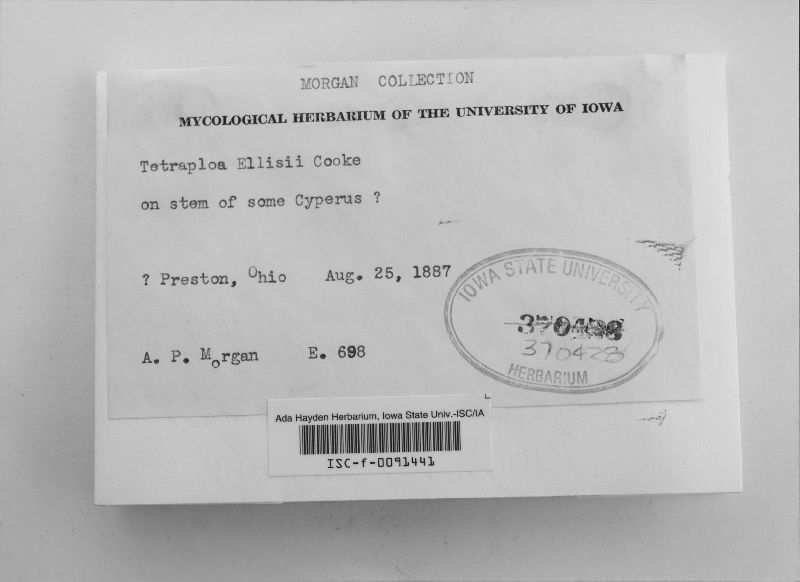 MORGAN COLLECTION
MYCOLOGICAL HERBARIUM OF THE UNIVERSITY OF IOWA
Tetraploa Ellisii Cooke
on stem of some Cyperus ?
? Preston, Ohio Aug. 25, 1887
A. P. Morgan E. 698
IOWA STATE UNIVERSITY
370428
HERBARIUM
Ada Hayden Herbarium, Iowa State Univ.-ISC/IA
ISC-f-0091441